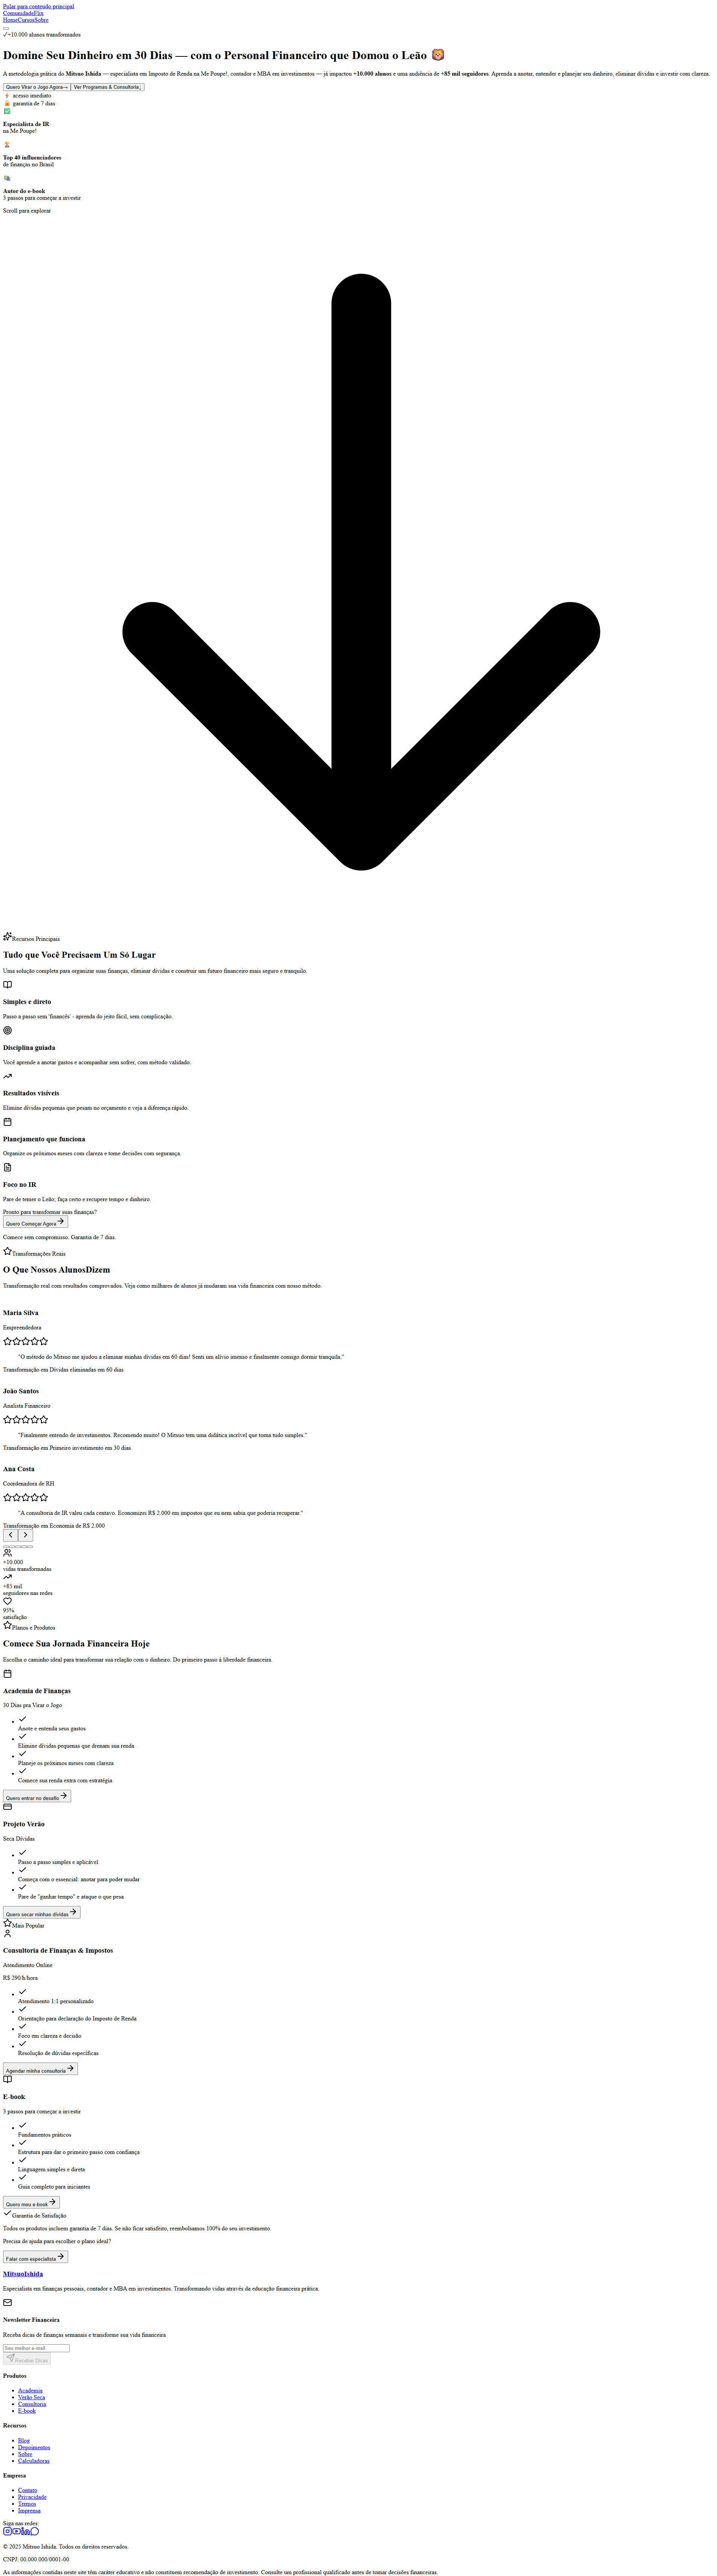 Pular para conteúdo principal
ComunidadeFlix
HomeCursosSobre
✓+10.000 alunos transformados
Domine Seu Dinheiro em 30 Dias — com o Personal Financeiro que Domou o Leão 🦁
A metodologia prática do Mitsuo Ishida — especialista em Imposto de Renda na Me Poupe!, contador e MBA em investimentos — já impactou +10.000 alunos e uma audiência de +85 mil seguidores. Aprenda a anotar, entender e planejar seu dinheiro, eliminar dívidas e investir com clareza.
Quero Virar o Jogo Agora→ Ver Programas & Consultoria↓
acesso imediato
garantia de 7 dias
Especialista de IR
na Me Poupe!
Top 40 influenciadores
de finanças no Brasil
Autor do e-book
3 passos para começar a investir
Scroll para explorar
Recursos Principais
Tudo que Você Precisaem Um Só Lugar
Uma solução completa para organizar suas finanças, eliminar dívidas e construir um futuro financeiro mais seguro e tranquilo.
Simples e direto
Passo a passo sem 'financês' - aprenda do jeito fácil, sem complicação.
Disciplina guiada
Você aprende a anotar gastos e acompanhar sem sofrer, com método validado.
Resultados visíveis
Elimine dívidas pequenas que pesam no orçamento e veja a diferença rápido.
Planejamento que funciona
Organize os próximos meses com clareza e tome decisões com segurança.
Foco no IR
Pare de temer o Leão; faça certo e recupere tempo e dinheiro.
Pronto para transformar suas finanças?
Quero Começar Agora
Comece sem compromisso. Garantia de 7 dias.
Transformações Reais
O Que Nossos AlunosDizem
Transformação real com resultados comprovados. Veja como milhares de alunos já mudaram sua vida financeira com nosso método.
Maria Silva
Empreendedora
"O método do Mitsuo me ajudou a eliminar minhas dívidas em 60 dias! Senti um alívio intenso e finalmente consigo dormir tranquila."
Transformação em Dívidas eliminadas em 60 dias
João Santos
Analista Financeiro
"Finalmente entendo de investimentos. Recomendo muito! O Mitsuo tem uma didática incrível que torna tudo simples."
Transformação em Primeiro investimento em 30 dias
Ana Costa
Coordenadora de RH
"A consultoria de IR valeu cada centavo. Economizei R$ 2.000 em impostos que eu nem sabia que poderia recuperar."
Transformação em Economia de R$ 2.000
+10.000
vidas transformadas
+85 mil
seguidores nas redes
95%
satisfação
Planos e Produtos
Comece Sua Jornada Financeira Hoje
Escolha o caminho ideal para transformar sua relação com o dinheiro. Do primeiro passo à liberdade financeira.
Academia de Finanças
30 Dias pra Virar o Jogo
Anote e entenda seus gastos
Elimine dívidas pequenas que drenam sua renda
Planeje os próximos meses com clareza
Comece sua renda extra com estratégia
Quero entrar no desafio
Projeto Verão
Seca Dívidas
Passo a passo simples e aplicável
Começa com o essencial: anotar para poder mudar
Pare de "ganhar tempo" e ataque o que pesa
Quero secar minhas dívidas
Mais Popular
Consultoria de Finanças & Impostos
Atendimento Online
R$ 290/h/hora
Atendimento 1:1 personalizado
Orientação para declaração do Imposto de Renda
Foco em clareza e decisão
Resolução de dúvidas específicas
Agendar minha consultoria
E-book
3 passos para começar a investir
Fundamentos práticos
Estrutura para dar o primeiro passo com confiança
Linguagem simples e direta
Guia completo para iniciantes
Quero meu e-book
Garantia de Satisfação
Todos os produtos incluem garantia de 7 dias. Se não ficar satisfeito, reembolsamos 100% do seu investimento.
Precisa de ajuda para escolher o plano ideal?
Falar com especialista
MitsuoIshida
Especialista em finanças pessoais, contador e MBA em investimentos. Transformando vidas através da educação financeira prática.
Newsletter Financeira
Receba dicas de finanças semanais e transforme sua vida financeira
Seu melhor e-mail
Receber Dicas
Produtos
Academia
Verão Seca
Consultoria
E-book
Recursos
Blog
Depoimentos
Sobre
Calculadoras
Empresa
Contato
Privacidade
Termos
Imprensa
Siga nas redes:
© 2025 Mitsuo Ishida. Todos os direitos reservados.
CNPJ: 00.000.000/0001-00
As informações contidas neste site têm caráter educativo e não constituem recomendação de investimento. Consulte um profissional qualificado antes de tomar decisões financeiras.